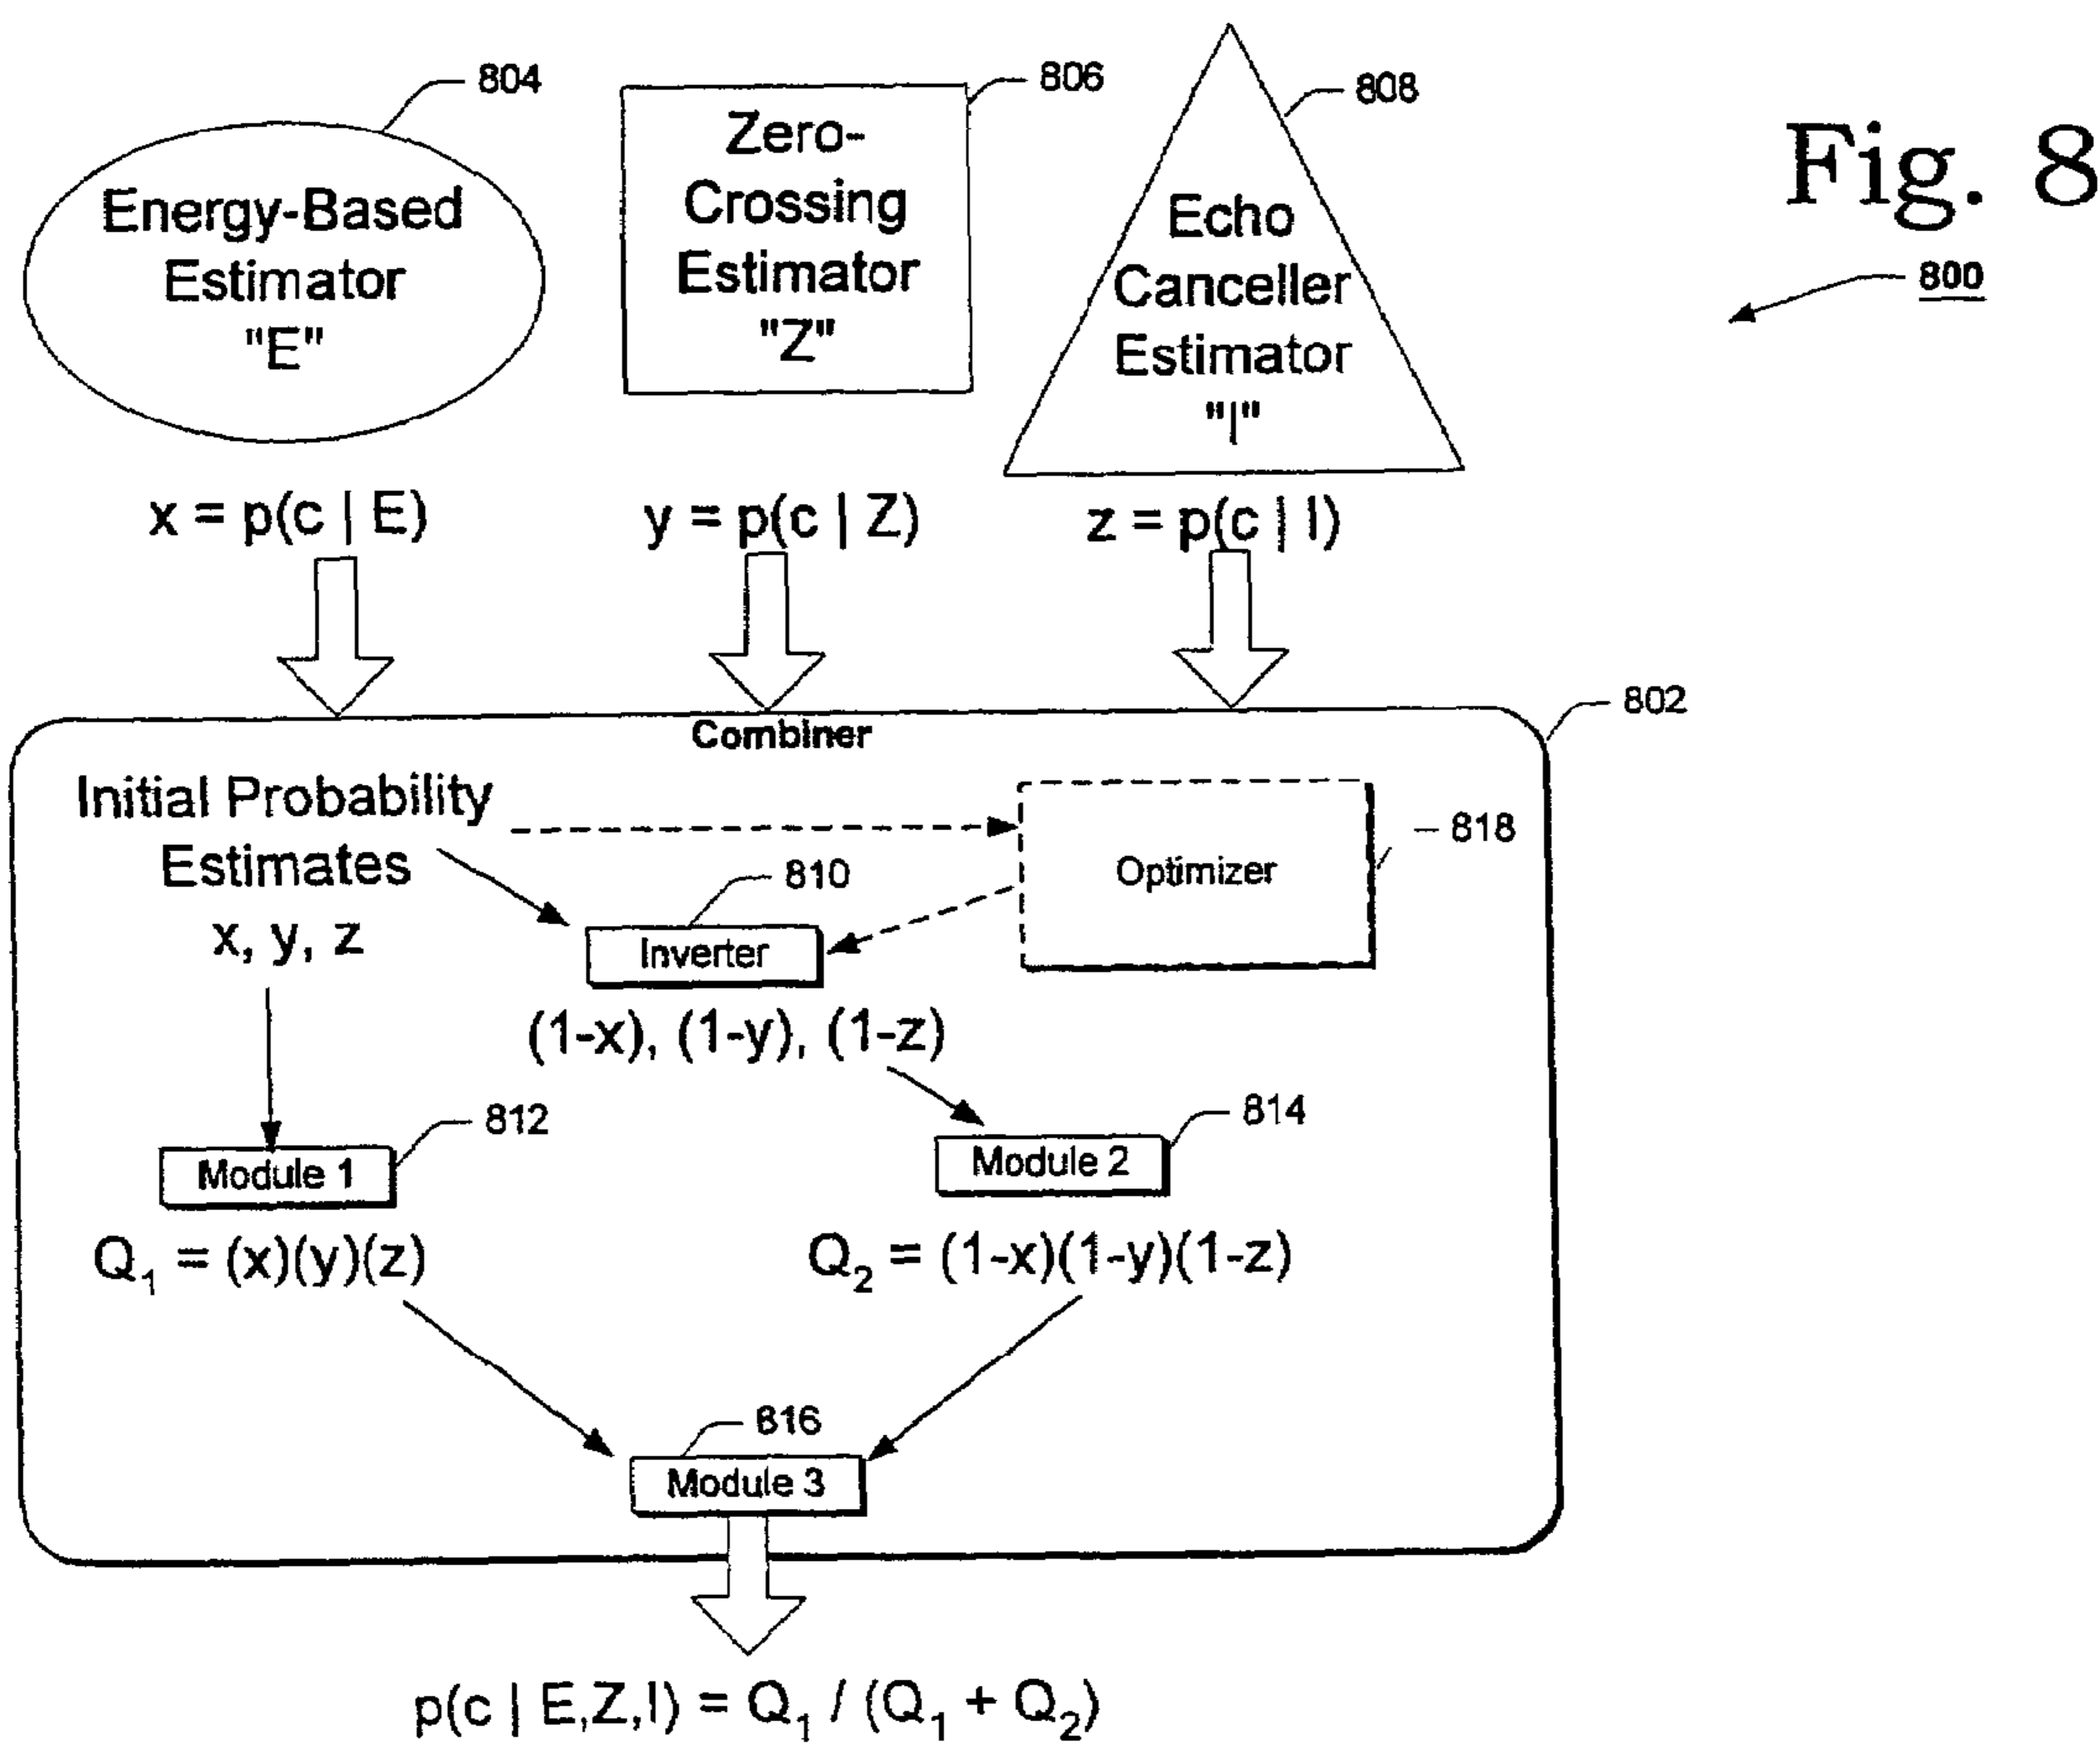 804
806
808
Fig. 8
Energy-Based
Estimator
"E"
Zero-
Crossing
Estimator
"Z"
Echo
Canceller
Estimator
"I"
800
x = p(c | E)
y = p(c | Z)
z = p(c | I)
802
Combiner
Initial Probability
Estimates
x, y, z
Optimizer
818
810
Inverter
(1-x), (1-y), (1-z)
812
Module 1
814
Module 2
Q1 = (x)(y)(z)
Q2 = (1-x)(1-y)(1-z)
816
Module 3
p(c | E,Z,I) = Q1 / (Q1 + Q2)